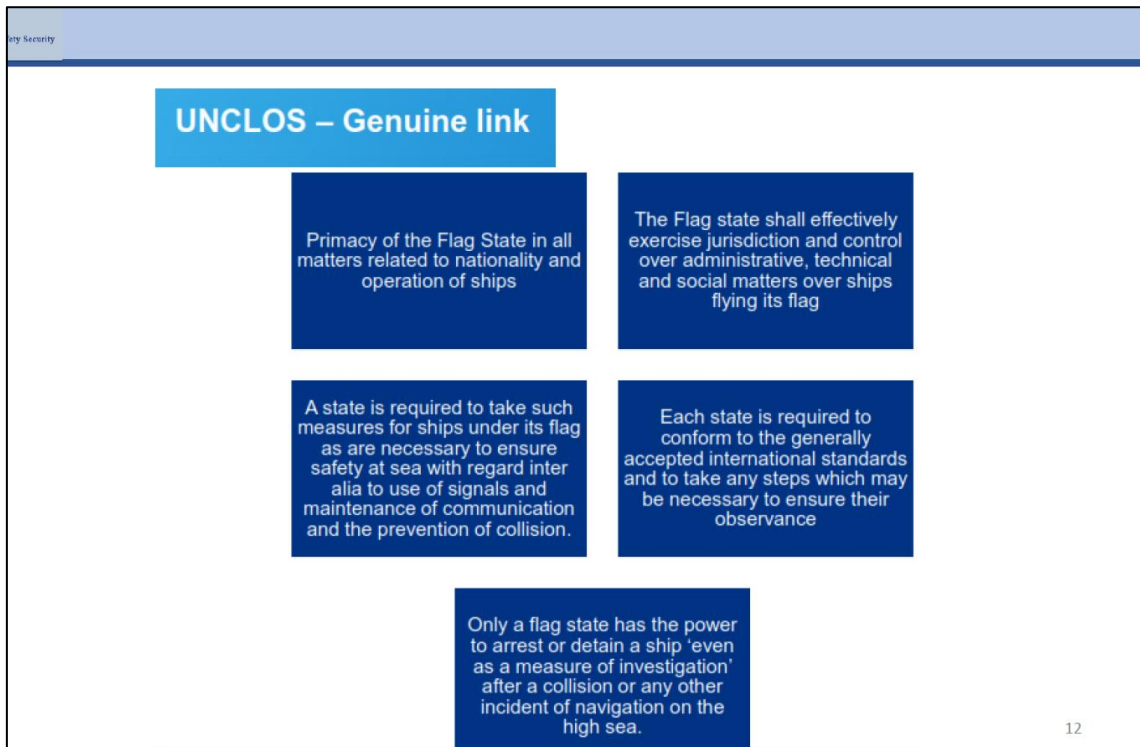 ety Security
UNCLOS – Genuine link
Primacy of the Flag State in all
matters related to nationality and
operation of ships
The Flag state shall effectively
exercise jurisdiction and control
over administrative, technical
and social matters over ships
flying its flag
A state is required to take such
measures for ships under its flag
as are necessary to ensure
safety at sea with regard inter
alia to use of signals and
maintenance of communication
and the prevention of collision.
Each state is required to
conform to the generally
accepted international standards
and to take any steps which may
be necessary to ensure their
observance
Only a flag state has the power
to arrest or detain a ship ‘even
as a measure of investigation’
after a collision or any other
incident of navigation on the
high sea.
12